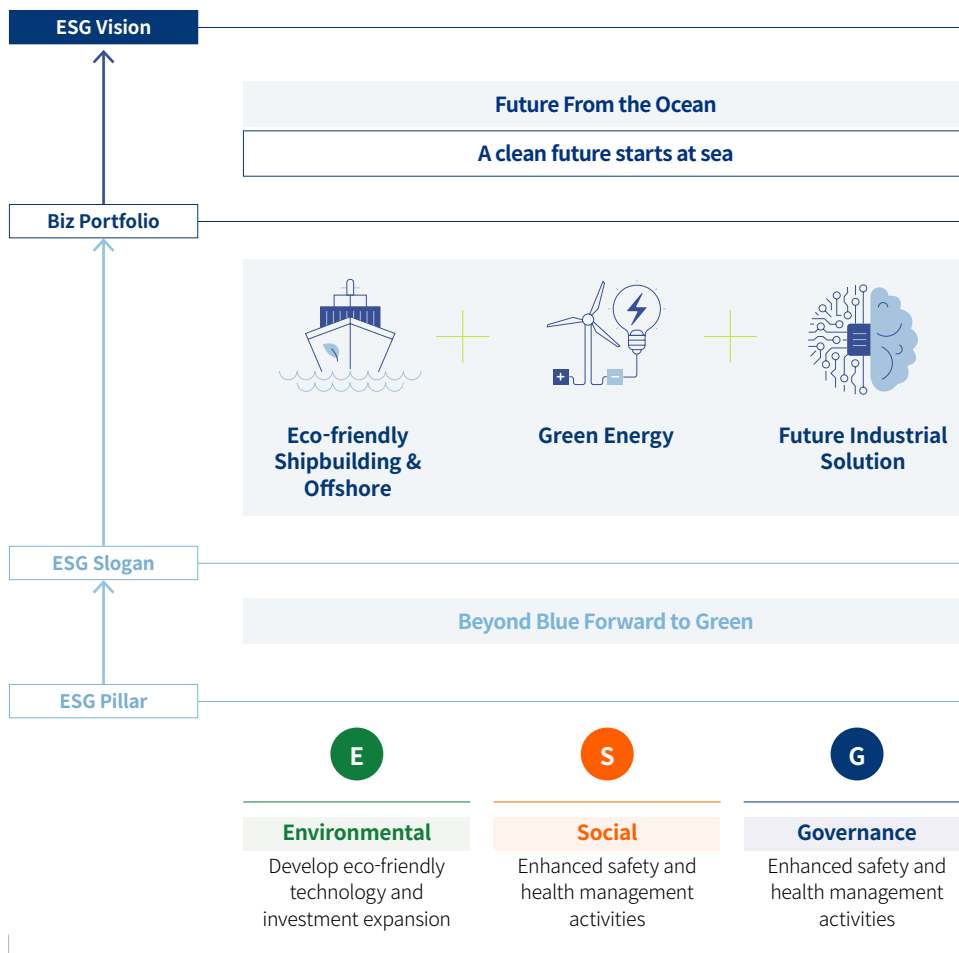 ESG Vision
Future From the Ocean
A clean future starts at sea
Biz Portfolio
+
−
Eco-friendly
Shipbuilding &
Offshore
Green Energy
Future Industrial
Solution
ESG Slogan
Beyond Blue Forward to Green
ESG Pillar
E
S
G
Environmental
Develop eco-friendly
technology and
investment expansion
Social
Enhanced safety and
health management
activities
Governance
Enhanced safety and
health management
activities